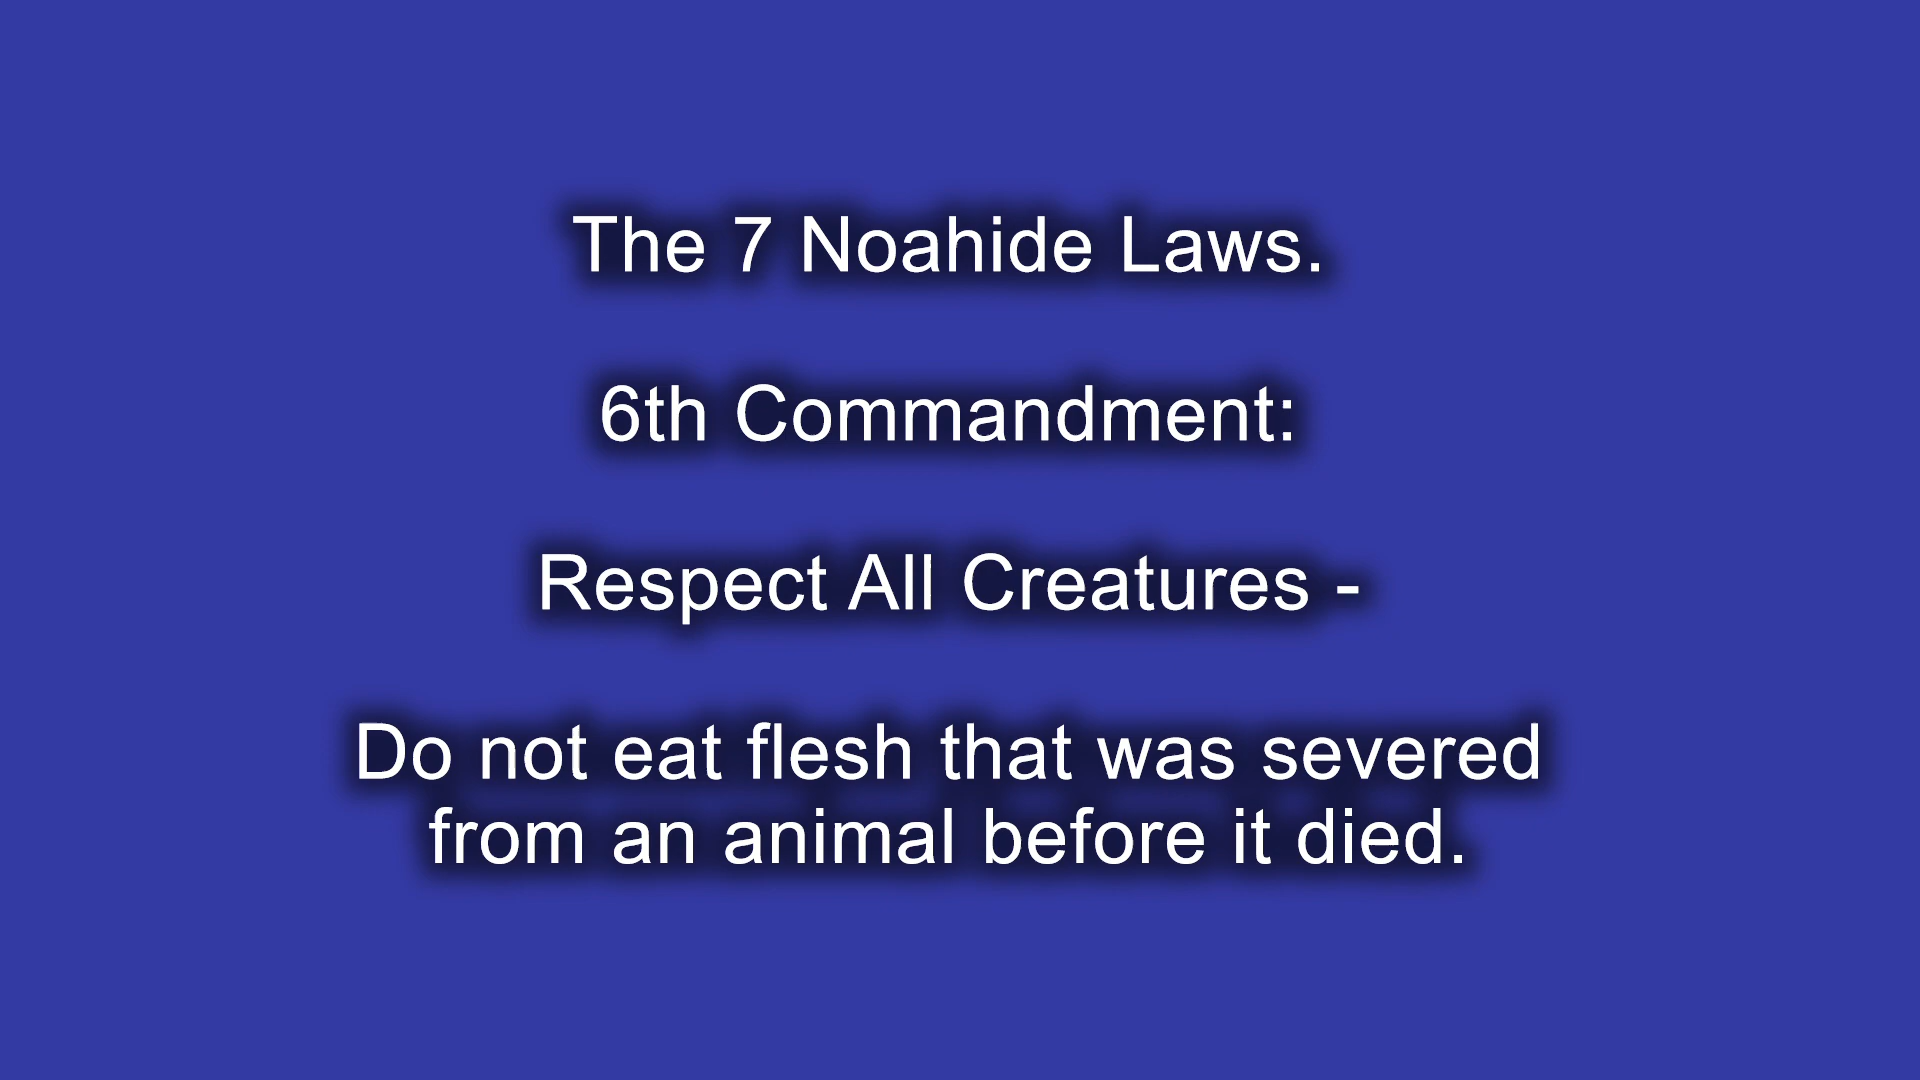 The 7 Noahide Laws.
6th Commandment:
Respect All Creatures -
Do not eat flesh that was severed
from an animal before it died.